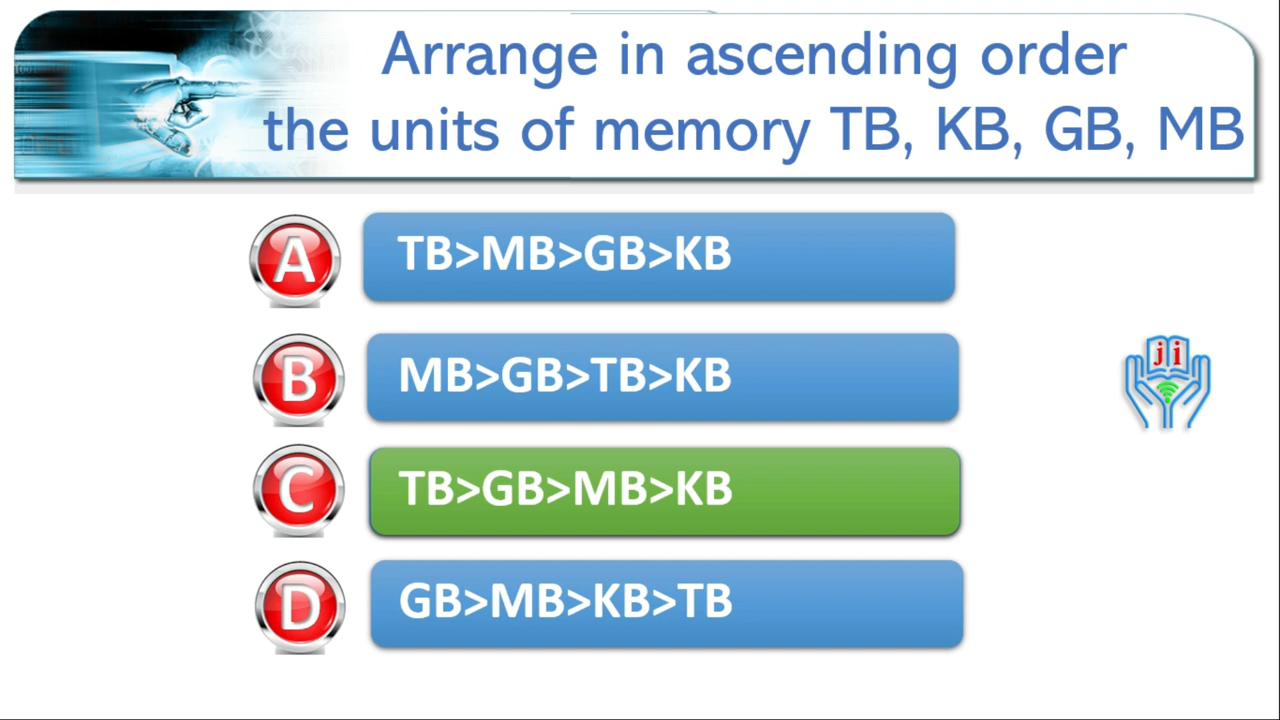 Arrange in ascending order
the units of memory TB, KB, GB, MB
A TB>MB>GB>KB
B MB>GB>TB>KB
C TB>GB>MB>KB
D GB>MB>KB>TB
ji